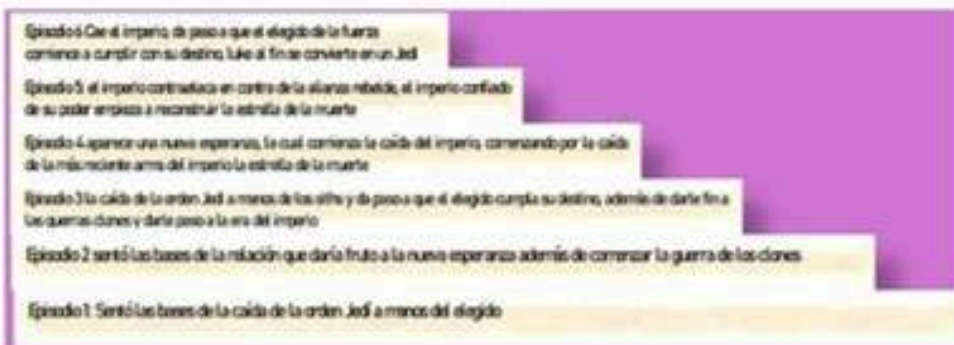 Episodio 6 Cae el imperio, da paso a que el elegido de la fuerza
comience a cumplir con su destino, luke al fin se convierte en un Jedi
Episodio 5: el imperio contraataca en contra de la alianza rebelde, el imperio confiado
de su poder empieza a reconstruir la estrella de la muerte
Episodio 4 aparece una nueva esperanza, la cual comienza la caída del imperio, comenzando por la caída
de la más reciente arma del imperio la estrella de la muerte
Episodio 3 la caída de la orden Jedi a manos de los siths y da paso a que el elegido cumpla su destino, además de darle fin a
las guerras clones y darle paso a la era del imperio
Episodio 2 sentó las bases de la relación que daría fruto a la nueva esperanza además de comenzar la guerra de los clones
Episodio 1: Sentó las bases de la caída de la orden Jedi a manos del elegido